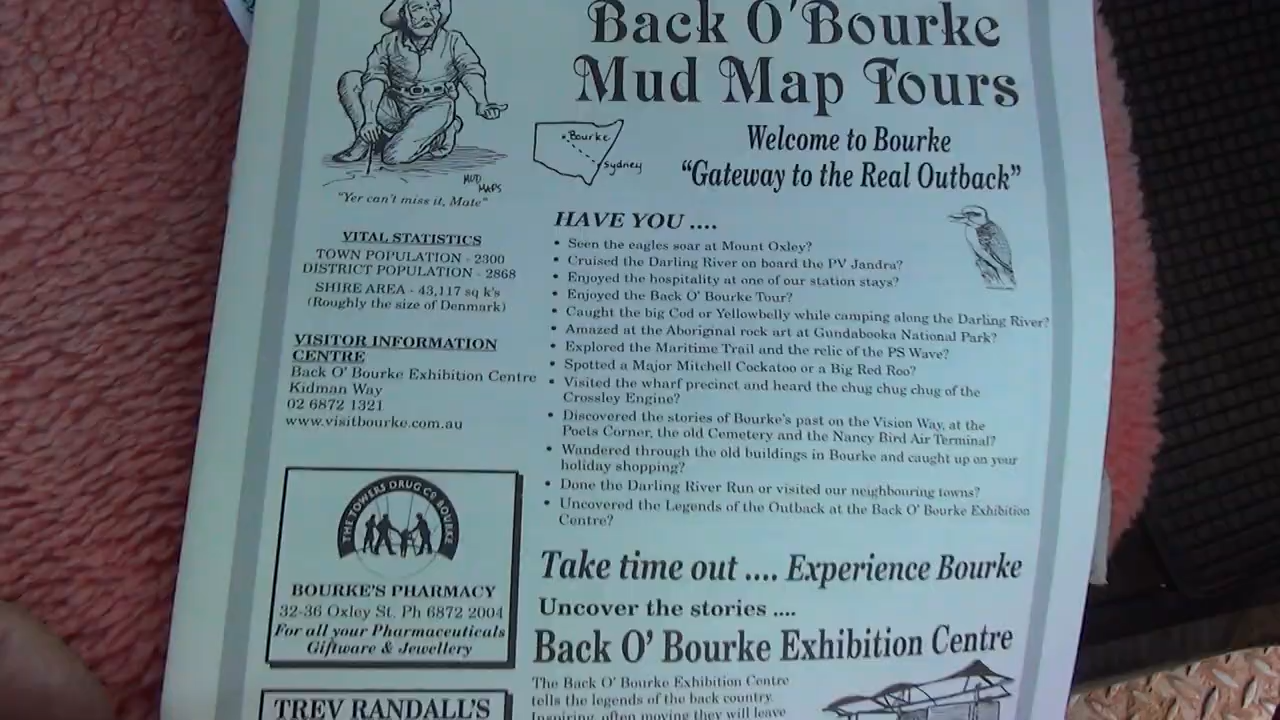 Back O'Bourke
Mud Map Tours
Bourke
Sydney
MUD
MAPS
"Yer can't miss it, Mate"
Welcome to Bourke
"Gateway to the Real Outback"
VITAL STATISTICS
TOWN POPULATION - 2300
DISTRICT POPULATION - 2868
SHIRE AREA - 43,117 sq k's
(Roughly the size of Denmark)
VISITOR INFORMATION
CENTRE
Back O' Bourke Exhibition Centre
Kidman Way
02 6872 1321
www.visitbourke.com.au
THE TOWERS DRUG CO BOURKE
BOURKE'S PHARMACY
32-36 Oxley St. Ph 6872 2004
For all your Pharmaceuticals
Giftware & Jewellery
TREV RANDALL'S
HAVE YOU ....
• Seen the eagles soar at Mount Oxley?
• Cruised the Darling River on board the PV Jandra?
• Enjoyed the hospitality at one of our station stays?
• Enjoyed the Back O' Bourke Tour?
• Caught the big Cod or Yellowbelly while camping along the Darling River?
• Amazed at the Aboriginal rock art at Gundabooka National Park?
• Explored the Maritime Trail and the relic of the PS Wave?
• Spotted a Major Mitchell Cockatoo or a Big Red Roo?
• Visited the wharf precinct and heard the chug chug chug of the
Crossley Engine?
• Discovered the stories of Bourke's past on the Vision Way, at the
Poets Corner, the old Cemetery and the Nancy Bird Air Terminal?
• Wandered through the old buildings in Bourke and caught up on your
holiday shopping?
• Done the Darling River Run or visited our neighbouring towns?
• Uncovered the Legends of the Outback at the Back O' Bourke Exhibition
Centre?
Take time out .... Experience Bourke
Uncover the stories ....
Back O' Bourke Exhibition Centre
The Back O' Bourke Exhibition Centre
tells the legends of the back country.
Inspiring, often moving they will leave